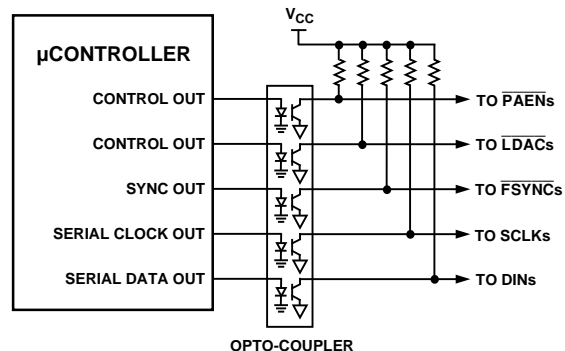 VCC
µCONTROLLER
CONTROL OUT
TO PAENs
CONTROL OUT
TO LDACs
SYNC OUT
TO FSYNCs
SERIAL CLOCK OUT
TO SCLKs
SERIAL DATA OUT
TO DINs
OPTO-COUPLER